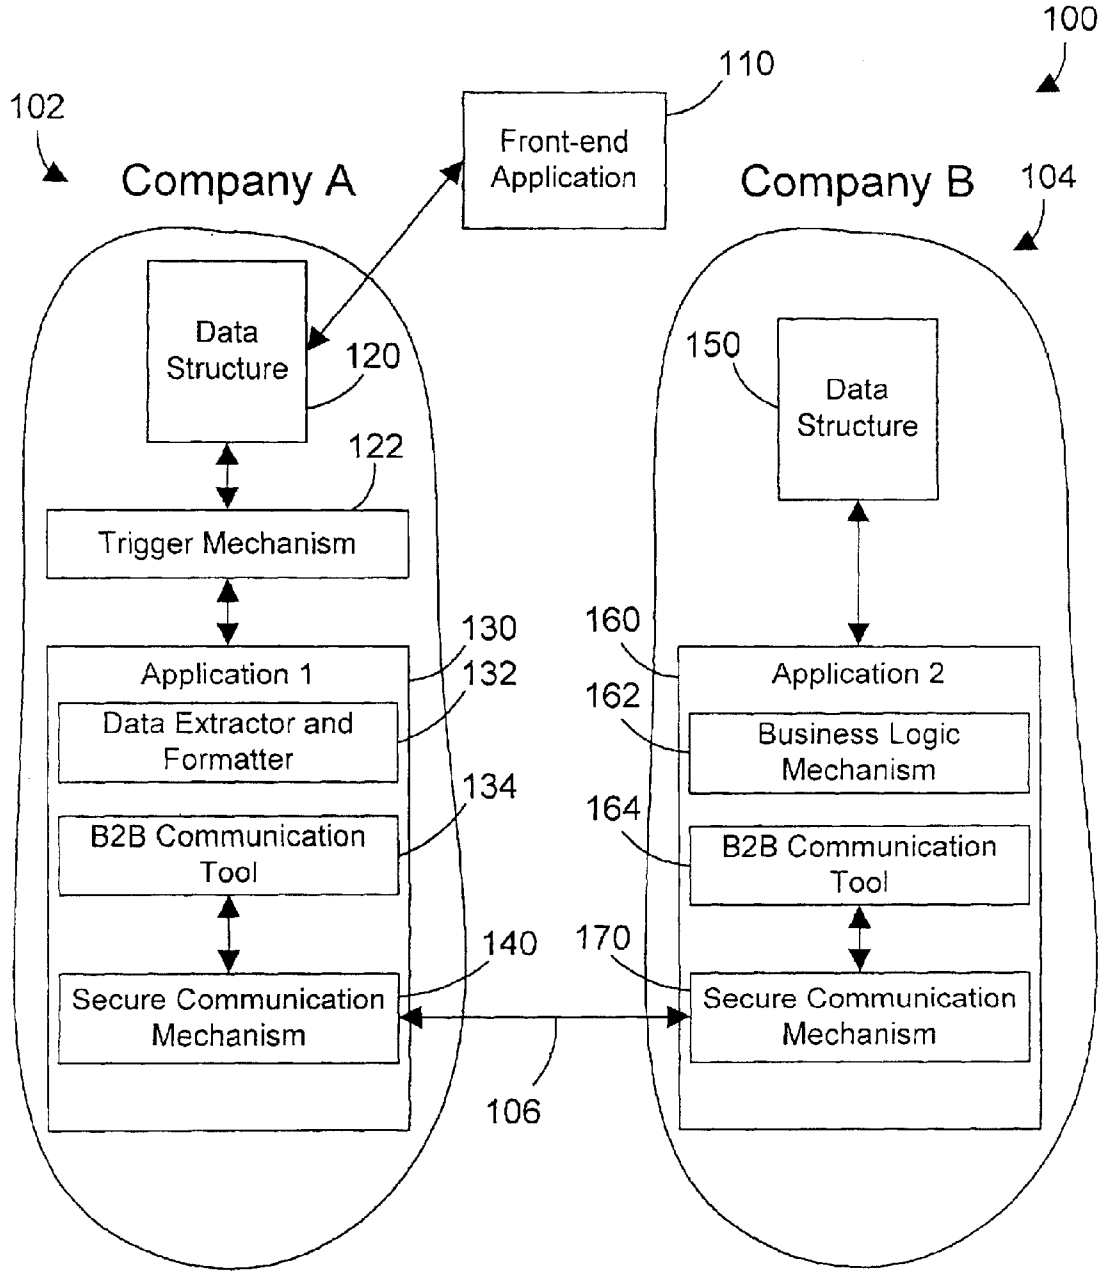 100
110
102
Front-end
Application
Company A
Company B
104
Data
Structure
120
150
Data
Structure
122
Trigger Mechanism
130
160
Application 1
Application 2
132
162
Data Extractor and
Formatter
Business Logic
Mechanism
134
164
B2B Communication
Tool
B2B Communication
Tool
140
170
Secure Communication
Mechanism
Secure Communication
Mechanism
106